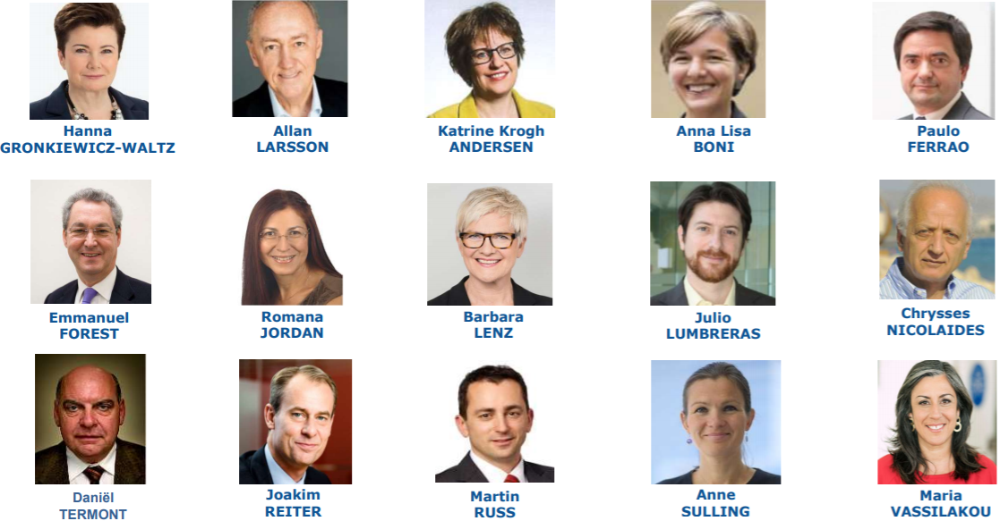 Hanna
GRONKIEWICZ-WALTZ
Allan
LARSSON
Katrine Krogh
ANDERSEN
Anna Lisa
BONI
Paulo
FERRAO
Emmanuel
FOREST
Romana
JORDAN
Barbara
LENZ
Julio
LUMBRERAS
Chrysses
NICOLAIDES
Daniël
TERMONT
Joakim
REITER
Martin
RUSS
Anne
SULLING
Maria
VASSILAKOU